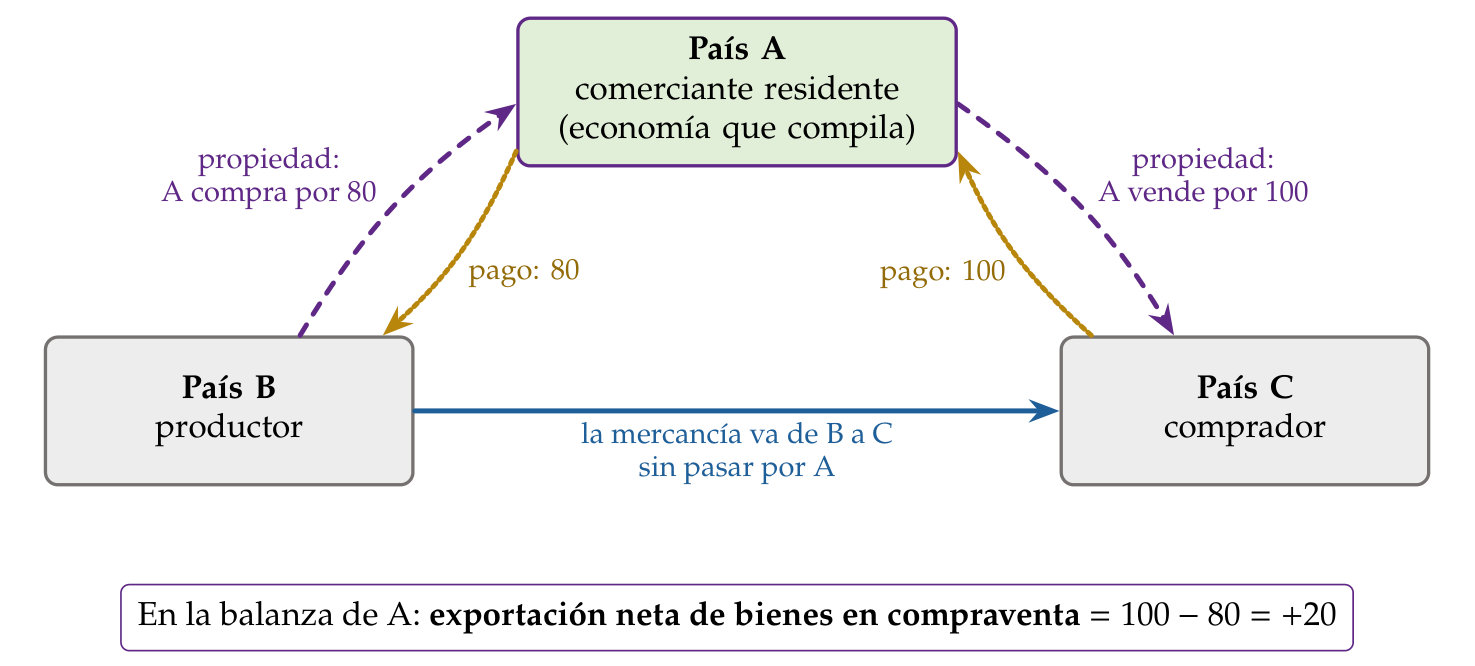 País A
comerciante residente
(economía que compila)
propiedad:
A compra por 80
propiedad:
A vende por 100
pago: 80
pago: 100
País B
productor
País C
comprador
la mercancía va de B a C
sin pasar por A
En la balanza de A: exportación neta de bienes en compraventa = 100 − 80 = +20